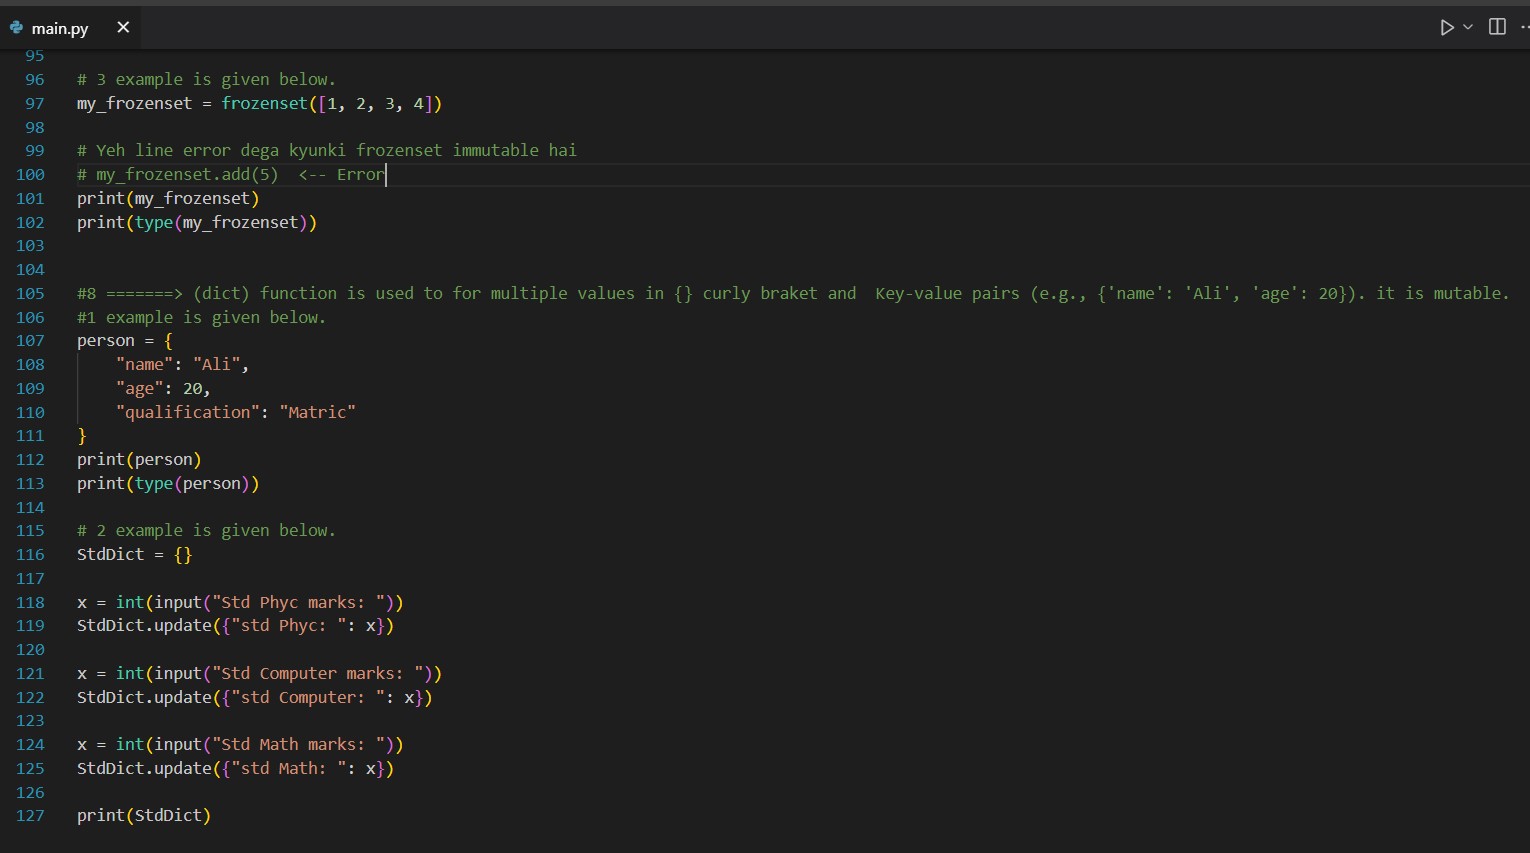 main.py
95
96 # 3 example is given below.
97 my_frozenset = frozenset([1, 2, 3, 4])
98
99 # Yeh line error dega kyunki frozenset immutable hai
100 # my_frozenset.add(5)  <-- Error
101 print(my_frozenset)
102 print(type(my_frozenset))
103
104
105 #8 =======> (dict) function is used to for multiple values in {} curly braket and  Key-value pairs (e.g., {'name': 'Ali', 'age': 20}). it is mutable.
106 #1 example is given below.
107 person = {
108     "name": "Ali",
109     "age": 20,
110     "qualification": "Matric"
111 }
112 print(person)
113 print(type(person))
114
115 # 2 example is given below.
116 StdDict = {}
117
118 x = int(input("Std Phyc marks: "))
119 StdDict.update({"std Phyc: ": x})
120
121 x = int(input("Std Computer marks: "))
122 StdDict.update({"std Computer: ": x})
123
124 x = int(input("Std Math marks: "))
125 StdDict.update({"std Math: ": x})
126
127 print(StdDict)